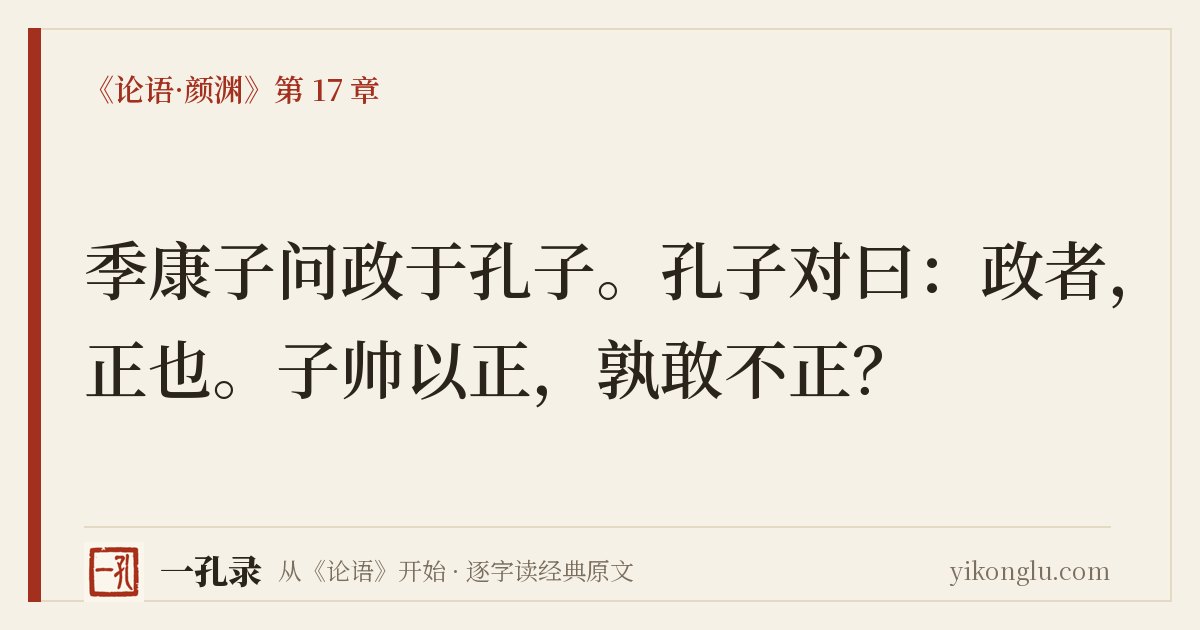 《论语·颜渊》第 17 章
季康子问政于孔子。孔子对曰：政者，
正也。子帅以正，孰敢不正？
一孔
一孔录 从《论语》开始 · 逐字读经典原文 yikonglu.com